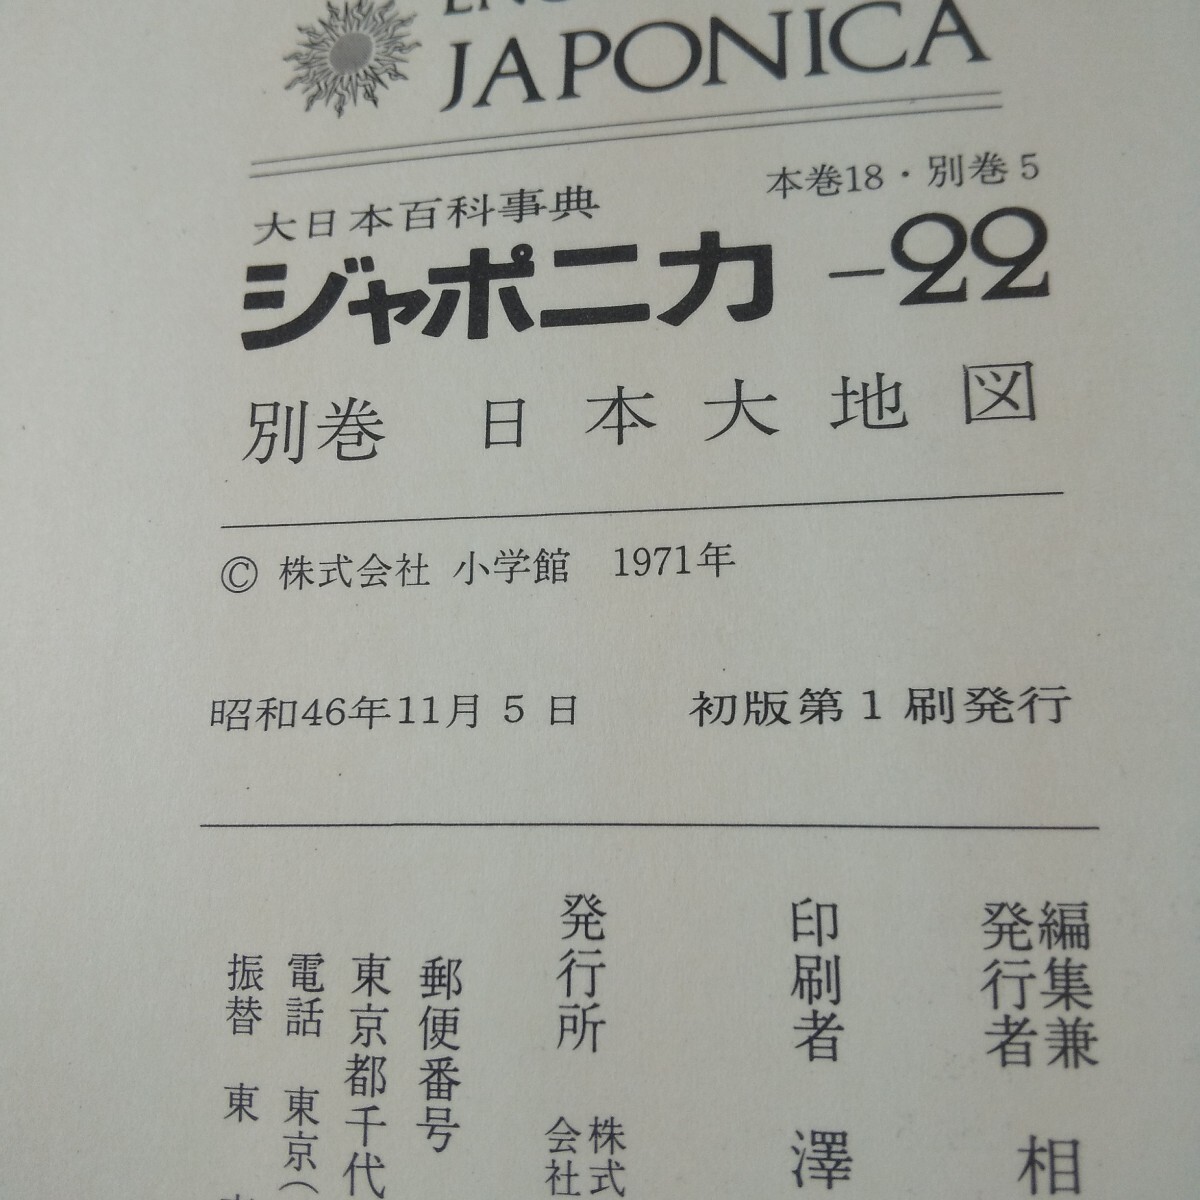 JAPONICA
本巻18・別巻5
大日本百科事典
ジャポニカ－22
別巻 日本大地図
© 株式会社 小学館 1971年
昭和46年11月5日 初版第1刷発行
編集兼
発行者 相
印刷者 澤
発行所 株式
会社
郵便番号
東京都千代
電話 東京(
振替 東